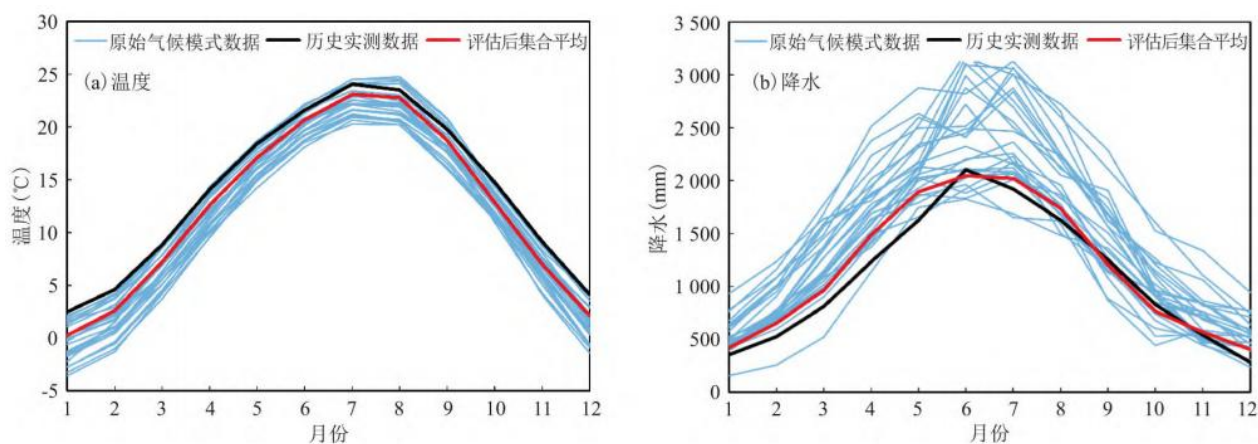 原始气候模式数据 历史实测数据 评估后集合平均
(a)温度
温度(℃)
30
25
20
15
10
5
0
-5
1 2 3 4 5 6 7 8 9 10 11 12
月份
原始气候模式数据 历史实测数据 评估后集合平均
(b)降水
降水(mm)
3 500
3 000
2 500
2 000
1 500
1 000
500
0
1 2 3 4 5 6 7 8 9 10 11 12
月份